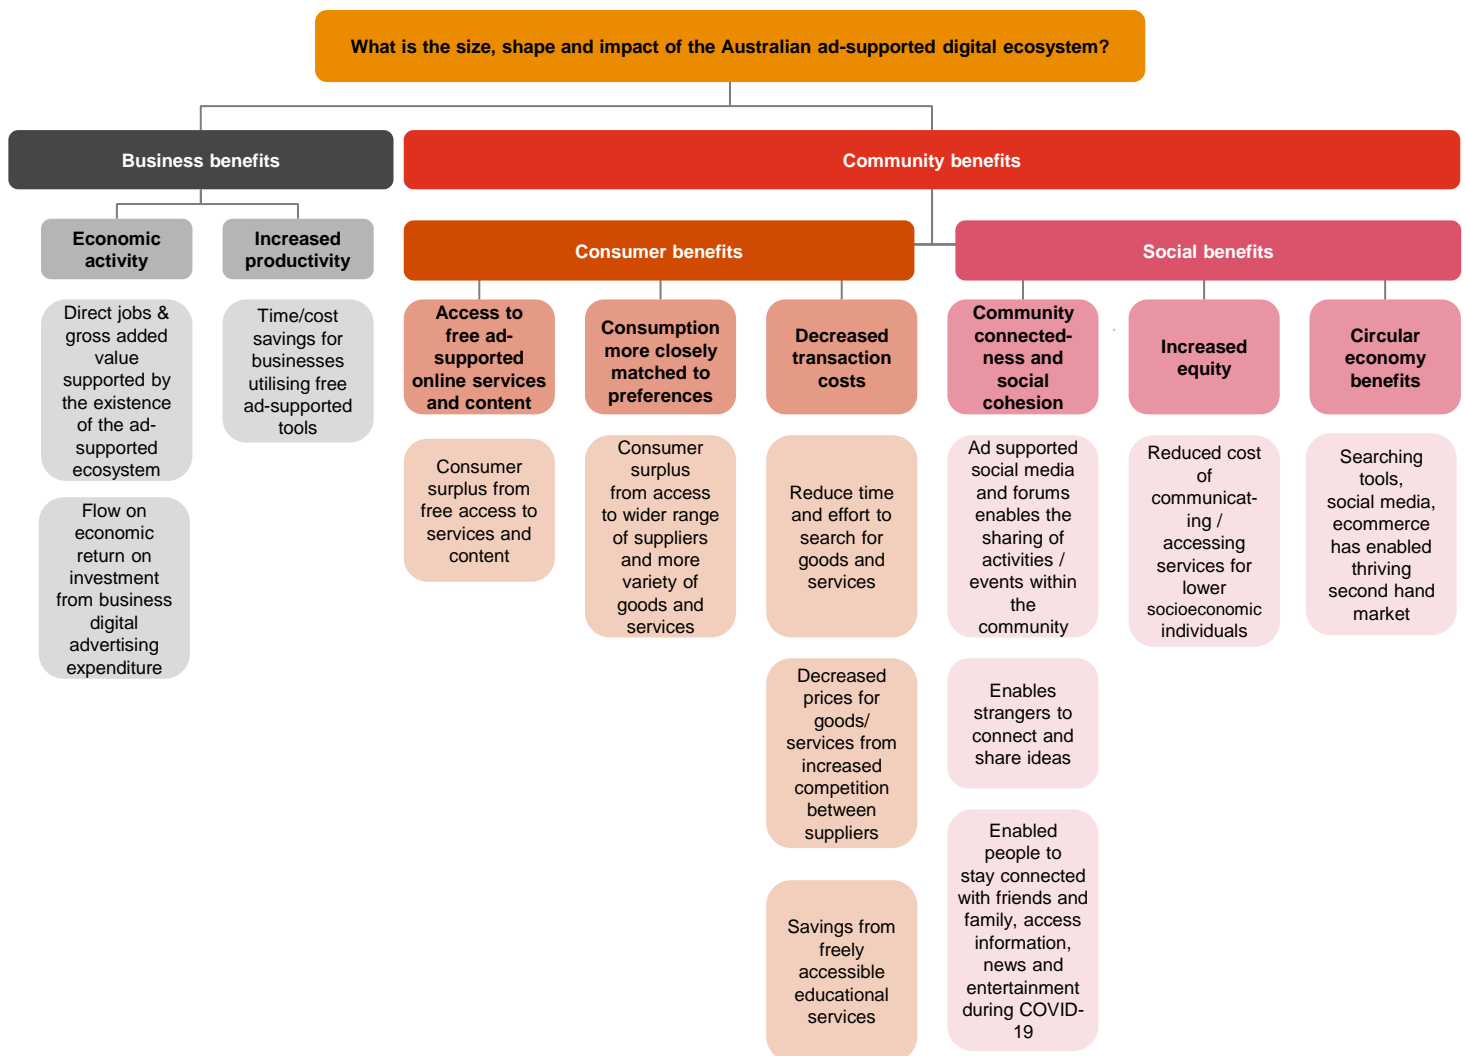 What is the size, shape and impact of the Australian ad-supported digital ecosystem?
Business benefits
Community benefits
Economic
activity
Increased
productivity
Consumer benefits
Social benefits
Direct jobs &
gross added
value
supported by
the existence
of the ad-
supported
ecosystem
Flow on
economic
return on
investment
from business
digital
advertising
expenditure
Time/cost
savings for
businesses
utilising free
ad-supported
tools
Access to
free ad-
supported
online services
and content
Consumer
surplus from
free access to
services and
content
Consumption
more closely
matched to
preferences
Consumer
surplus
from access
to wider range
of suppliers
and more
variety of
goods and
services
Decreased
transaction
costs
Reduce time
and effort to
search for
goods and
services
Decreased
prices for
goods/
services from
increased
competition
between
suppliers
Savings from
freely
accessible
educational
services
Community
connected-
ness and
social
cohesion
Ad supported
social media
and forums
enables the
sharing of
activities /
events within
the
community
Enables
strangers to
connect and
share ideas
Enabled
people to
stay connected
with friends and
family, access
information,
news and
entertainment
during COVID-
19
Increased
equity
Reduced cost
of
communicat-
ing /
accessing
services for
lower
socioeconomic
individuals
Circular
economy
benefits
Searching
tools,
social media,
ecommerce
has enabled
thriving
second hand
market